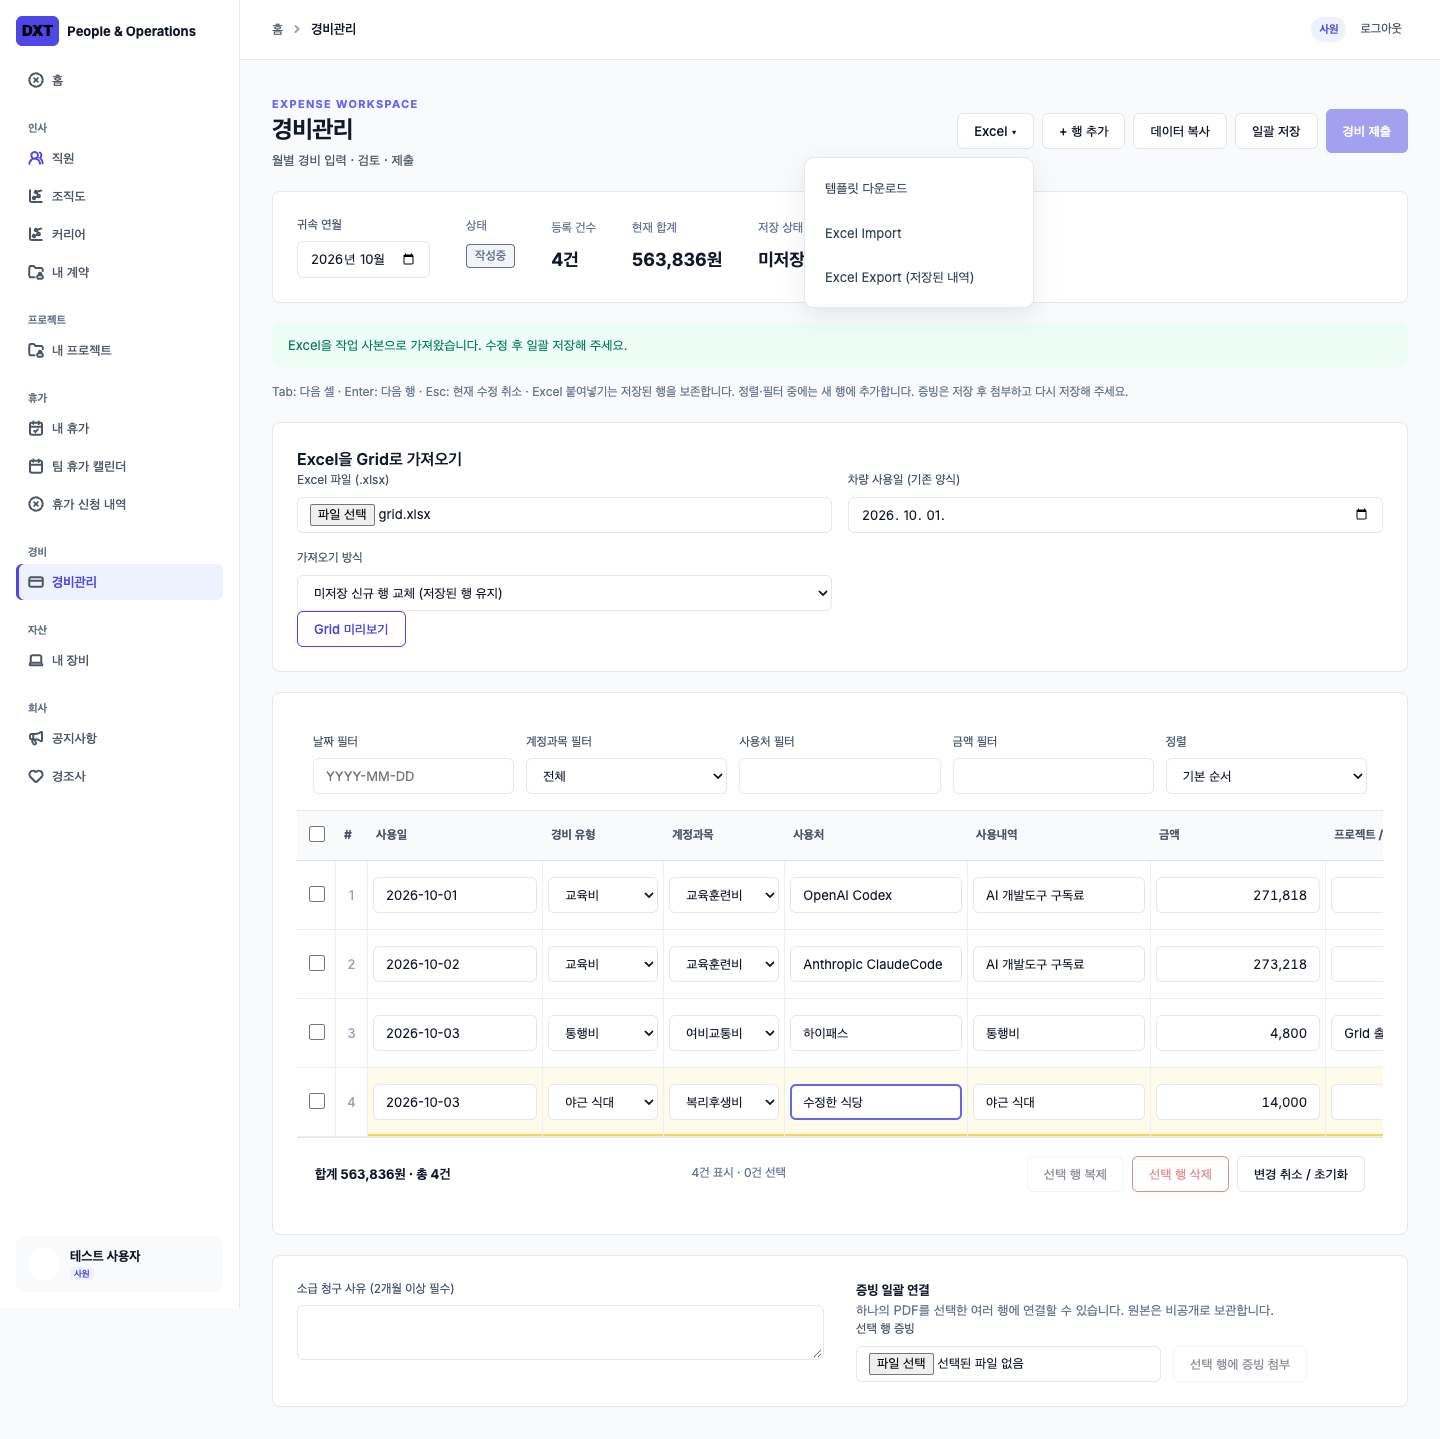 DXT People & Operations
홈
인사
직원
조직도
커리어
내 계약
프로젝트
내 프로젝트
휴가
내 휴가
팀 휴가 캘린더
휴가 신청 내역
경비
경비관리
자산
내 장비
회사
공지사항
경조사
테스트 사용자
사원
홈 > 경비관리
사원 로그아웃
EXPENSE WORKSPACE
경비관리
월별 경비 입력 · 검토 · 제출
Excel ▾ + 행 추가 데이터 복사 일괄 저장 경비 제출
템플릿 다운로드
Excel Import
Excel Export (저장된 내역)
귀속 연월 상태 등록 건수 현재 합계 저장 상태
2026년 10월 작성중 4건 563,836원 미저장
Excel을 작업 사본으로 가져왔습니다. 수정 후 일괄 저장해 주세요.
Tab: 다음 셀 · Enter: 다음 행 · Esc: 현재 수정 취소 · Excel 붙여넣기는 저장된 행을 보존합니다. 정렬·필터 중에는 새 행에 추가합니다. 증빙은 저장 후 첨부하고 다시 저장해 주세요.
Excel을 Grid로 가져오기
Excel 파일 (.xlsx) 차량 사용일 (기존 양식)
파일 선택 grid.xlsx 2026. 10. 01.
가져오기 방식
미저장 신규 행 교체 (저장된 행 유지)
Grid 미리보기
날짜 필터 계정과목 필터 사용처 필터 금액 필터 정렬
YYYY-MM-DD 전체 기본 순서
# 사용일 경비 유형 계정과목 사용처 사용내역 금액 프로젝트 /
1 2026-10-01 교육비 교육훈련비 OpenAI Codex AI 개발도구 구독료 271,818
2 2026-10-02 교육비 교육훈련비 Anthropic ClaudeCode AI 개발도구 구독료 273,218
3 2026-10-03 통행비 여비교통비 하이패스 통행비 4,800 Grid 출
4 2026-10-03 야근 식대 복리후생비 수정한 식당 야근 식대 14,000
합계 563,836원 · 총 4건 4건 표시 · 0건 선택 선택 행 복제 선택 행 삭제 변경 취소 / 초기화
소급 청구 사유 (2개월 이상 필수)
증빙 일괄 연결
하나의 PDF를 선택한 여러 행에 연결할 수 있습니다. 원본은 비공개로 보관합니다.
선택 행 증빙
파일 선택 선택된 파일 없음 선택 행에 증빙 첨부